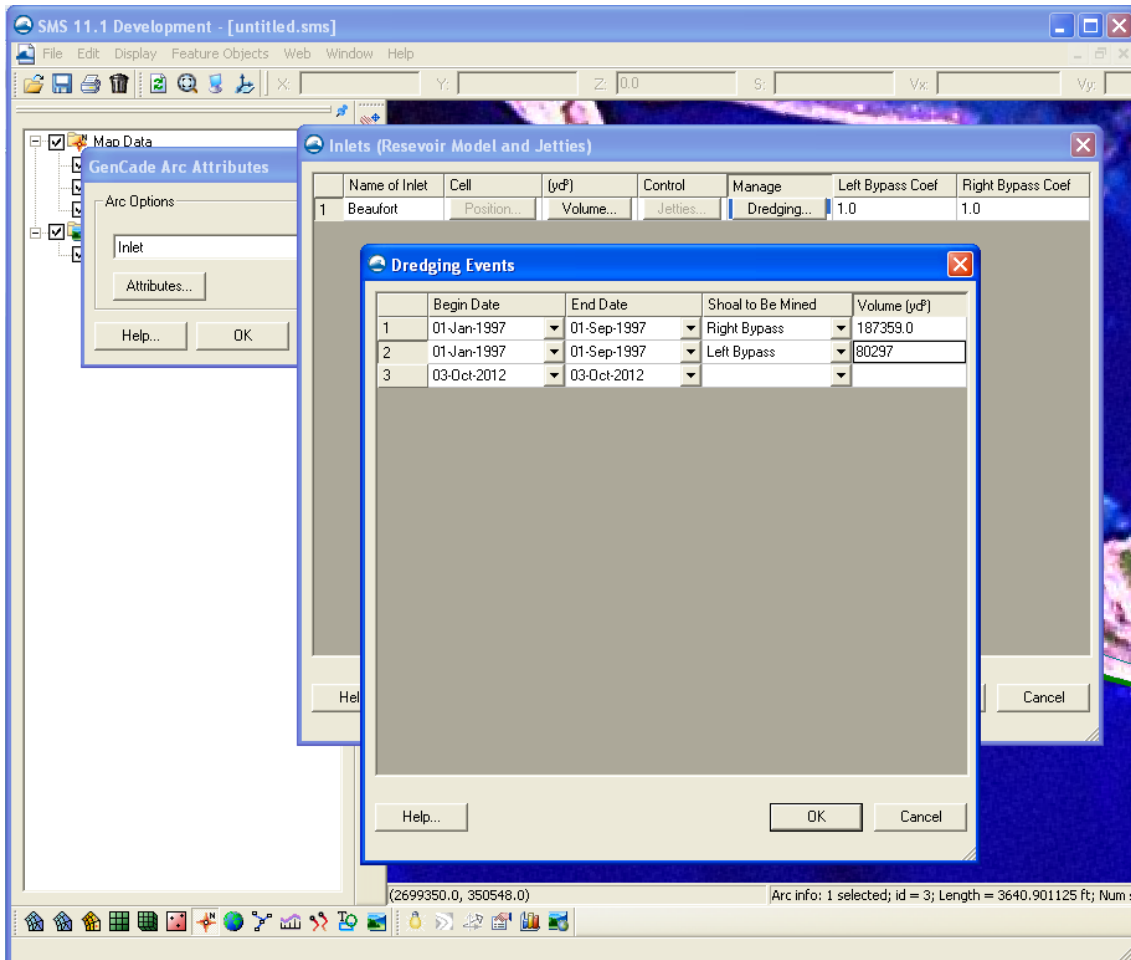 SMS 11.1 Development - [untitled.sms]
File Edit Display Feature Objects Web Window Help
X: Y: Z: 0.0 S: Vx: Vy:
Map Data
Inlets (Resevoir Model and Jetties)
GenCade Arc Attributes
Name of Inlet Cell (yd³) Control Manage Left Bypass Coef Right Bypass Coef
1 Beaufort Position... Volume... Jetties... Dredging... 1.0 1.0
Arc Options
Inlet
Attributes...
Help... OK
Dredging Events
Begin Date End Date Shoal to Be Mined Volume (yd³)
1 01-Jan-1997 01-Sep-1997 Right Bypass 187359.0
2 01-Jan-1997 01-Sep-1997 Left Bypass 80297
3 03-Oct-2012 03-Oct-2012
Hel Cancel
Help... OK Cancel
(2699350.0, 350548.0) Arc info: 1 selected; id = 3; Length = 3640.901125 ft; Num